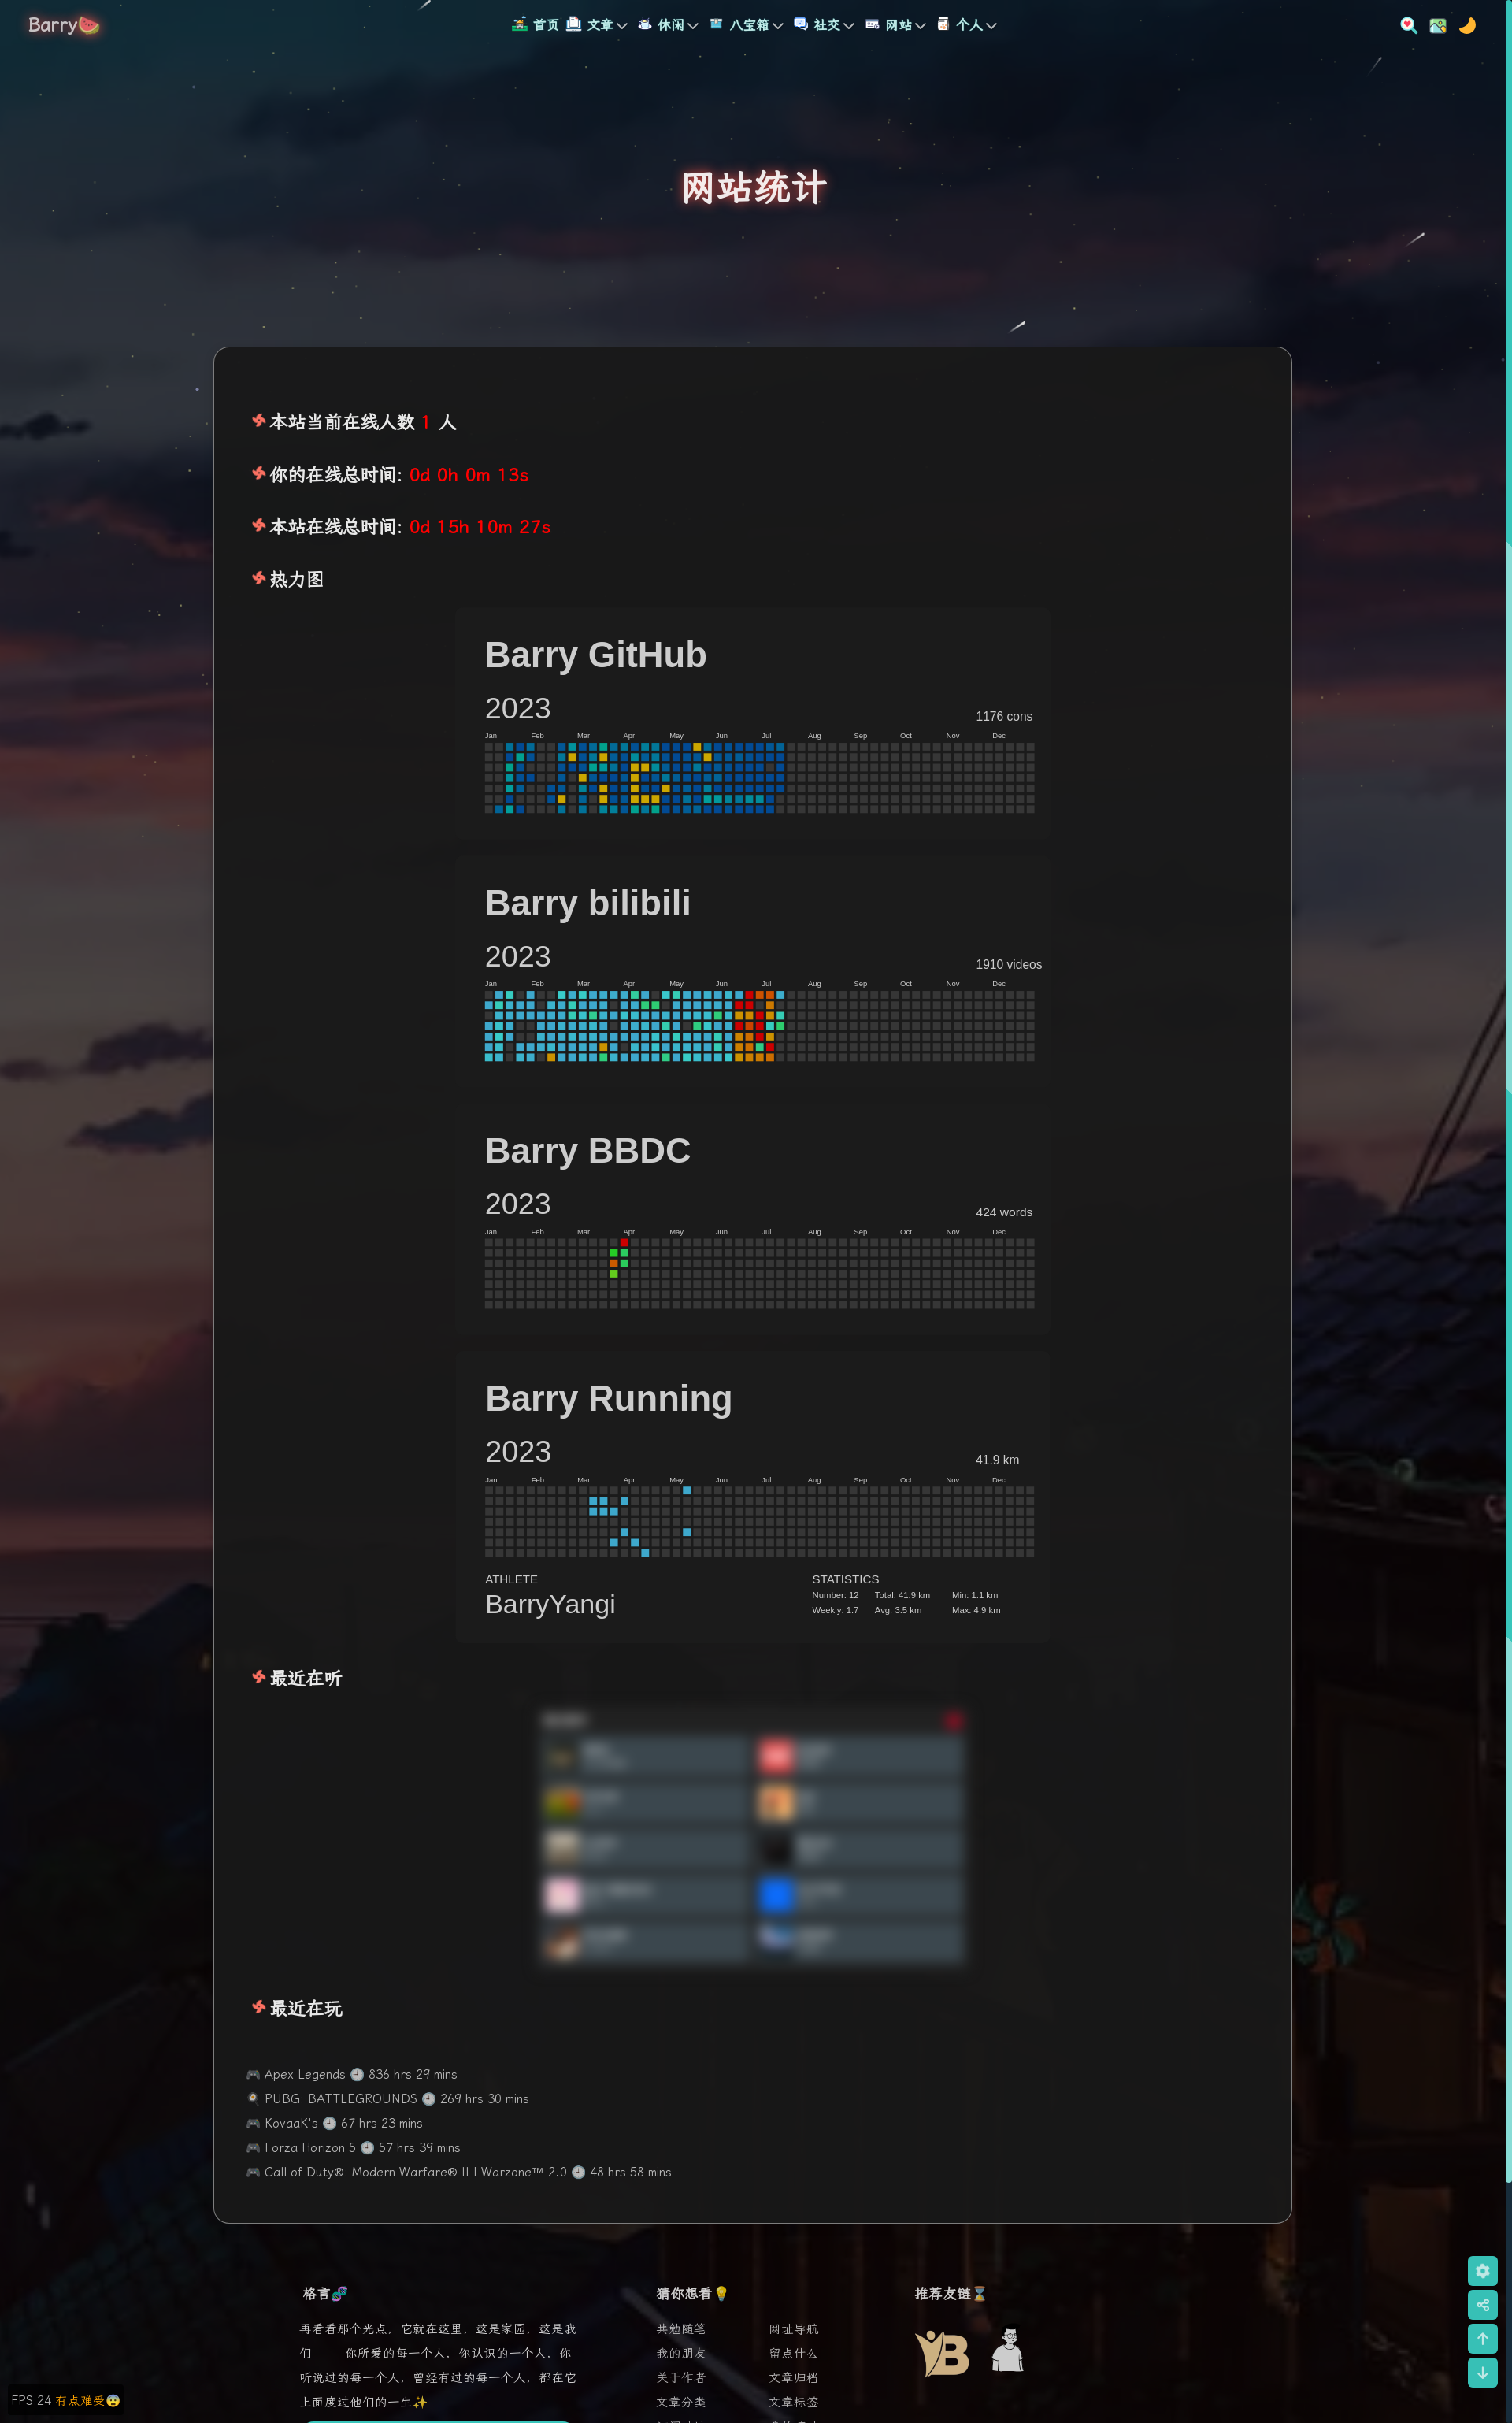 Barry🍉
首页 文章 休闲 八宝箱 社交 网站 个人
网站统计
本站当前在线人数 1 人
你的在线总时间: 0d 0h 0m 13s
本站在线总时间: 0d 15h 10m 27s
热力图
Barry GitHub
2023
1176 cons
Jan Feb Mar Apr May Jun Jul Aug Sep Oct Nov Dec
Barry bilibili
2023
1910 videos
Jan Feb Mar Apr May Jun Jul Aug Sep Oct Nov Dec
Barry BBDC
2023
424 words
Jan Feb Mar Apr May Jun Jul Aug Sep Oct Nov Dec
Barry Running
2023
41.9 km
Jan Feb Mar Apr May Jun Jul Aug Sep Oct Nov Dec
ATHLETE
BarryYangi
STATISTICS
Number: 12 Total: 41.9 km Min: 1.1 km
Weekly: 1.7 Avg: 3.5 km Max: 4.9 km
最近在听
最近在玩
🎮 Apex Legends 🕘 836 hrs 29 mins
🍳 PUBG: BATTLEGROUNDS 🕘 269 hrs 30 mins
🎮 KovaaK's 🕘 67 hrs 23 mins
🎮 Forza Horizon 5 🕘 57 hrs 39 mins
🎮 Call of Duty®: Modern Warfare® II | Warzone™ 2.0 🕘 48 hrs 58 mins
格言🧬
再看看那个光点，它就在这里，这是家园，这是我
们 —— 你所爱的每一个人，你认识的一个人，你
听说过的每一个人，曾经有过的每一个人，都在它
上面度过他们的一生✨
猜你想看💡
共勉随笔 网址导航
我的朋友 留点什么
关于作者 文章归档
文章分类 文章标签
推荐友链⌛
B
FPS:24 有点难受😨